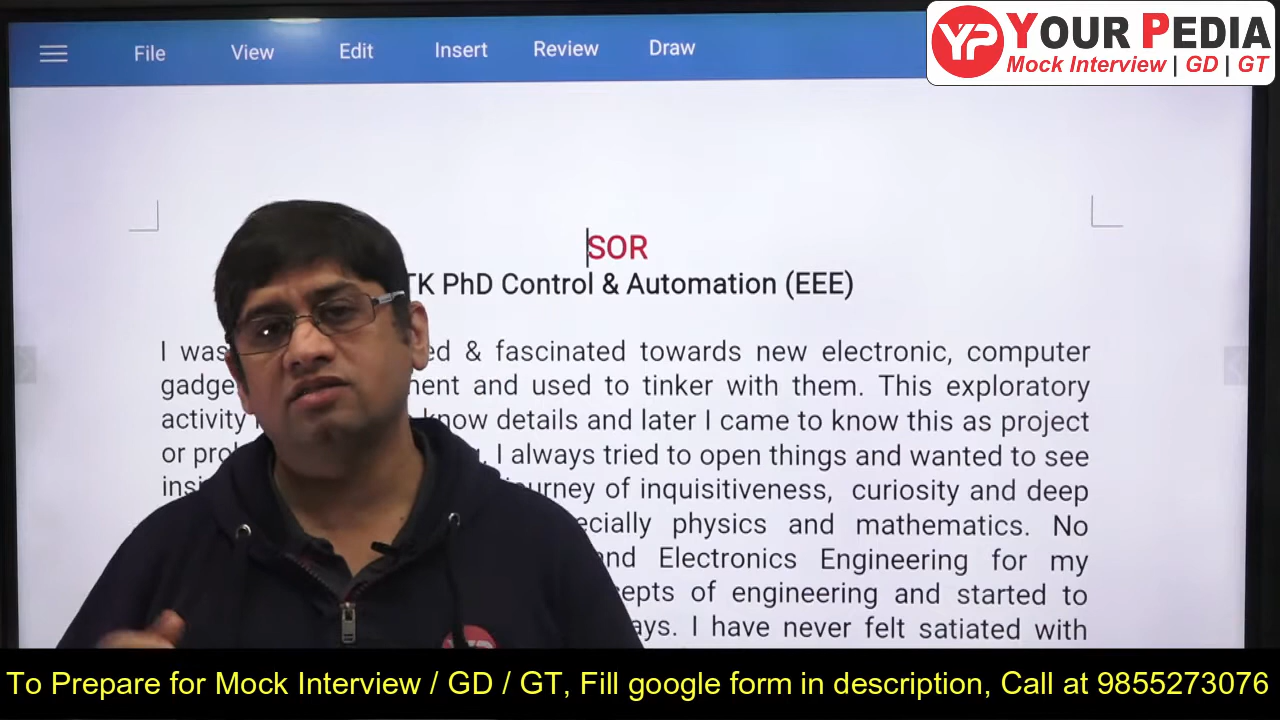 File View Edit Insert Review Draw
YP YOUR PEDIA
Mock Interview | GD | GT
SOR
TK PhD Control & Automation (EEE)
I was ed & fascinated towards new electronic, computer
gadge ment and used to tinker with them. This exploratory
activity know details and later I came to know this as project
or pro I always tried to open things and wanted to see
insi journey of inquisitiveness, curiosity and deep
ecially physics and mathematics. No
and Electronics Engineering for my
cepts of engineering and started to
ays. I have never felt satiated with
To Prepare for Mock Interview / GD / GT, Fill google form in description, Call at 9855273076